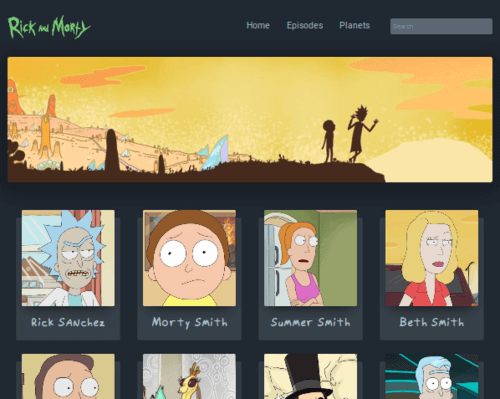 Rick and Morty
Home Episodes Planets Search
Rick Sanchez Morty Smith Summer Smith Beth Smith